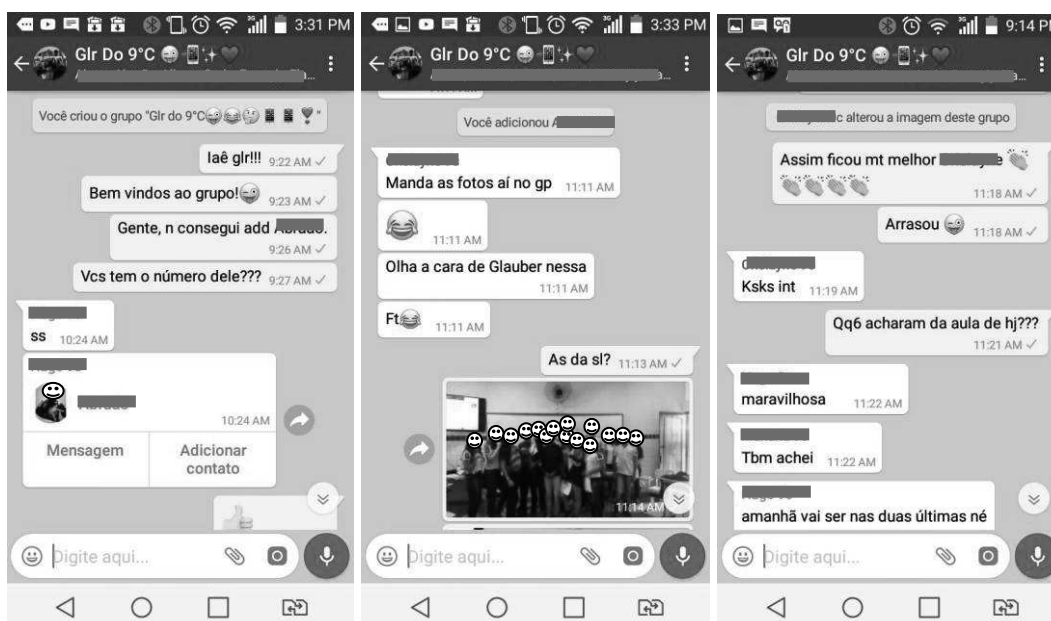 3:31 PM
Glr Do 9°C
Você criou o grupo "Glr do 9°C
Iaê glr!!! 9:22 AM
Bem vindos ao grupo! 9:23 AM
Gente, n consegui add
9:26 AM
Vcs tem o número dele??? 9:27 AM
ss 10:24 AM
10:24 AM
Mensagem
Adicionar
contato
Digite aqui...
3:33 PM
Glr Do 9°C
Você adicionou
Manda as fotos aí no gp 11:11 AM
11:11 AM
Olha a cara de Glauber nessa
11:11 AM
Ft 11:11 AM
As da sl? 11:13 AM
11:14 AM
Digite aqui...
9:14 PM
Glr Do 9°C
c alterou a imagem deste grupo
Assim ficou mt melhor
11:18 AM
Arrasou 11:18 AM
Ksks int 11:19 AM
Qq6 acharam da aula de hj???
11:21 AM
maravilhosa 11:22 AM
Tbm achei 11:22 AM
amanhã vai ser nas duas últimas né
Digite aqui...